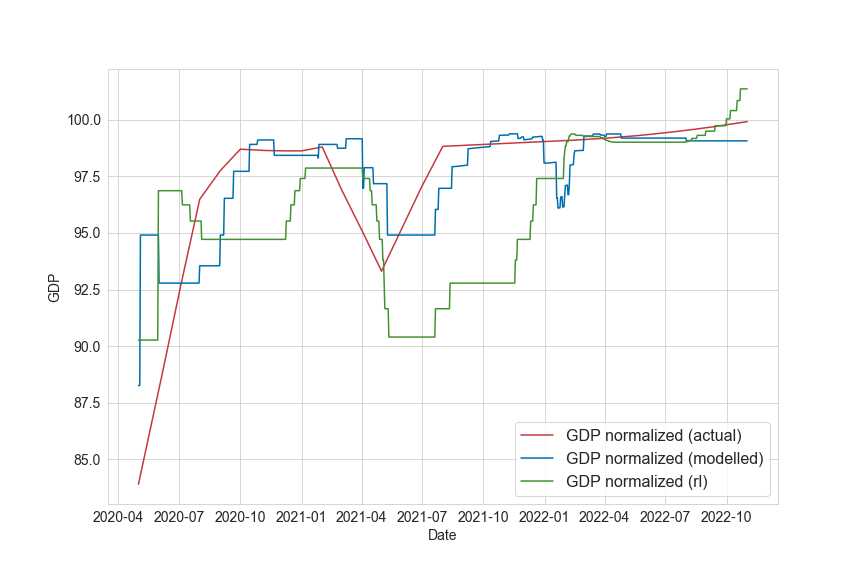 100.0
97.5
95.0
92.5
90.0
87.5
85.0
GDP
GDP normalized (actual)
GDP normalized (modelled)
GDP normalized (rl)
2020-04 2020-07 2020-10 2021-01 2021-04 2021-07 2021-10 2022-01 2022-04 2022-07 2022-10
Date